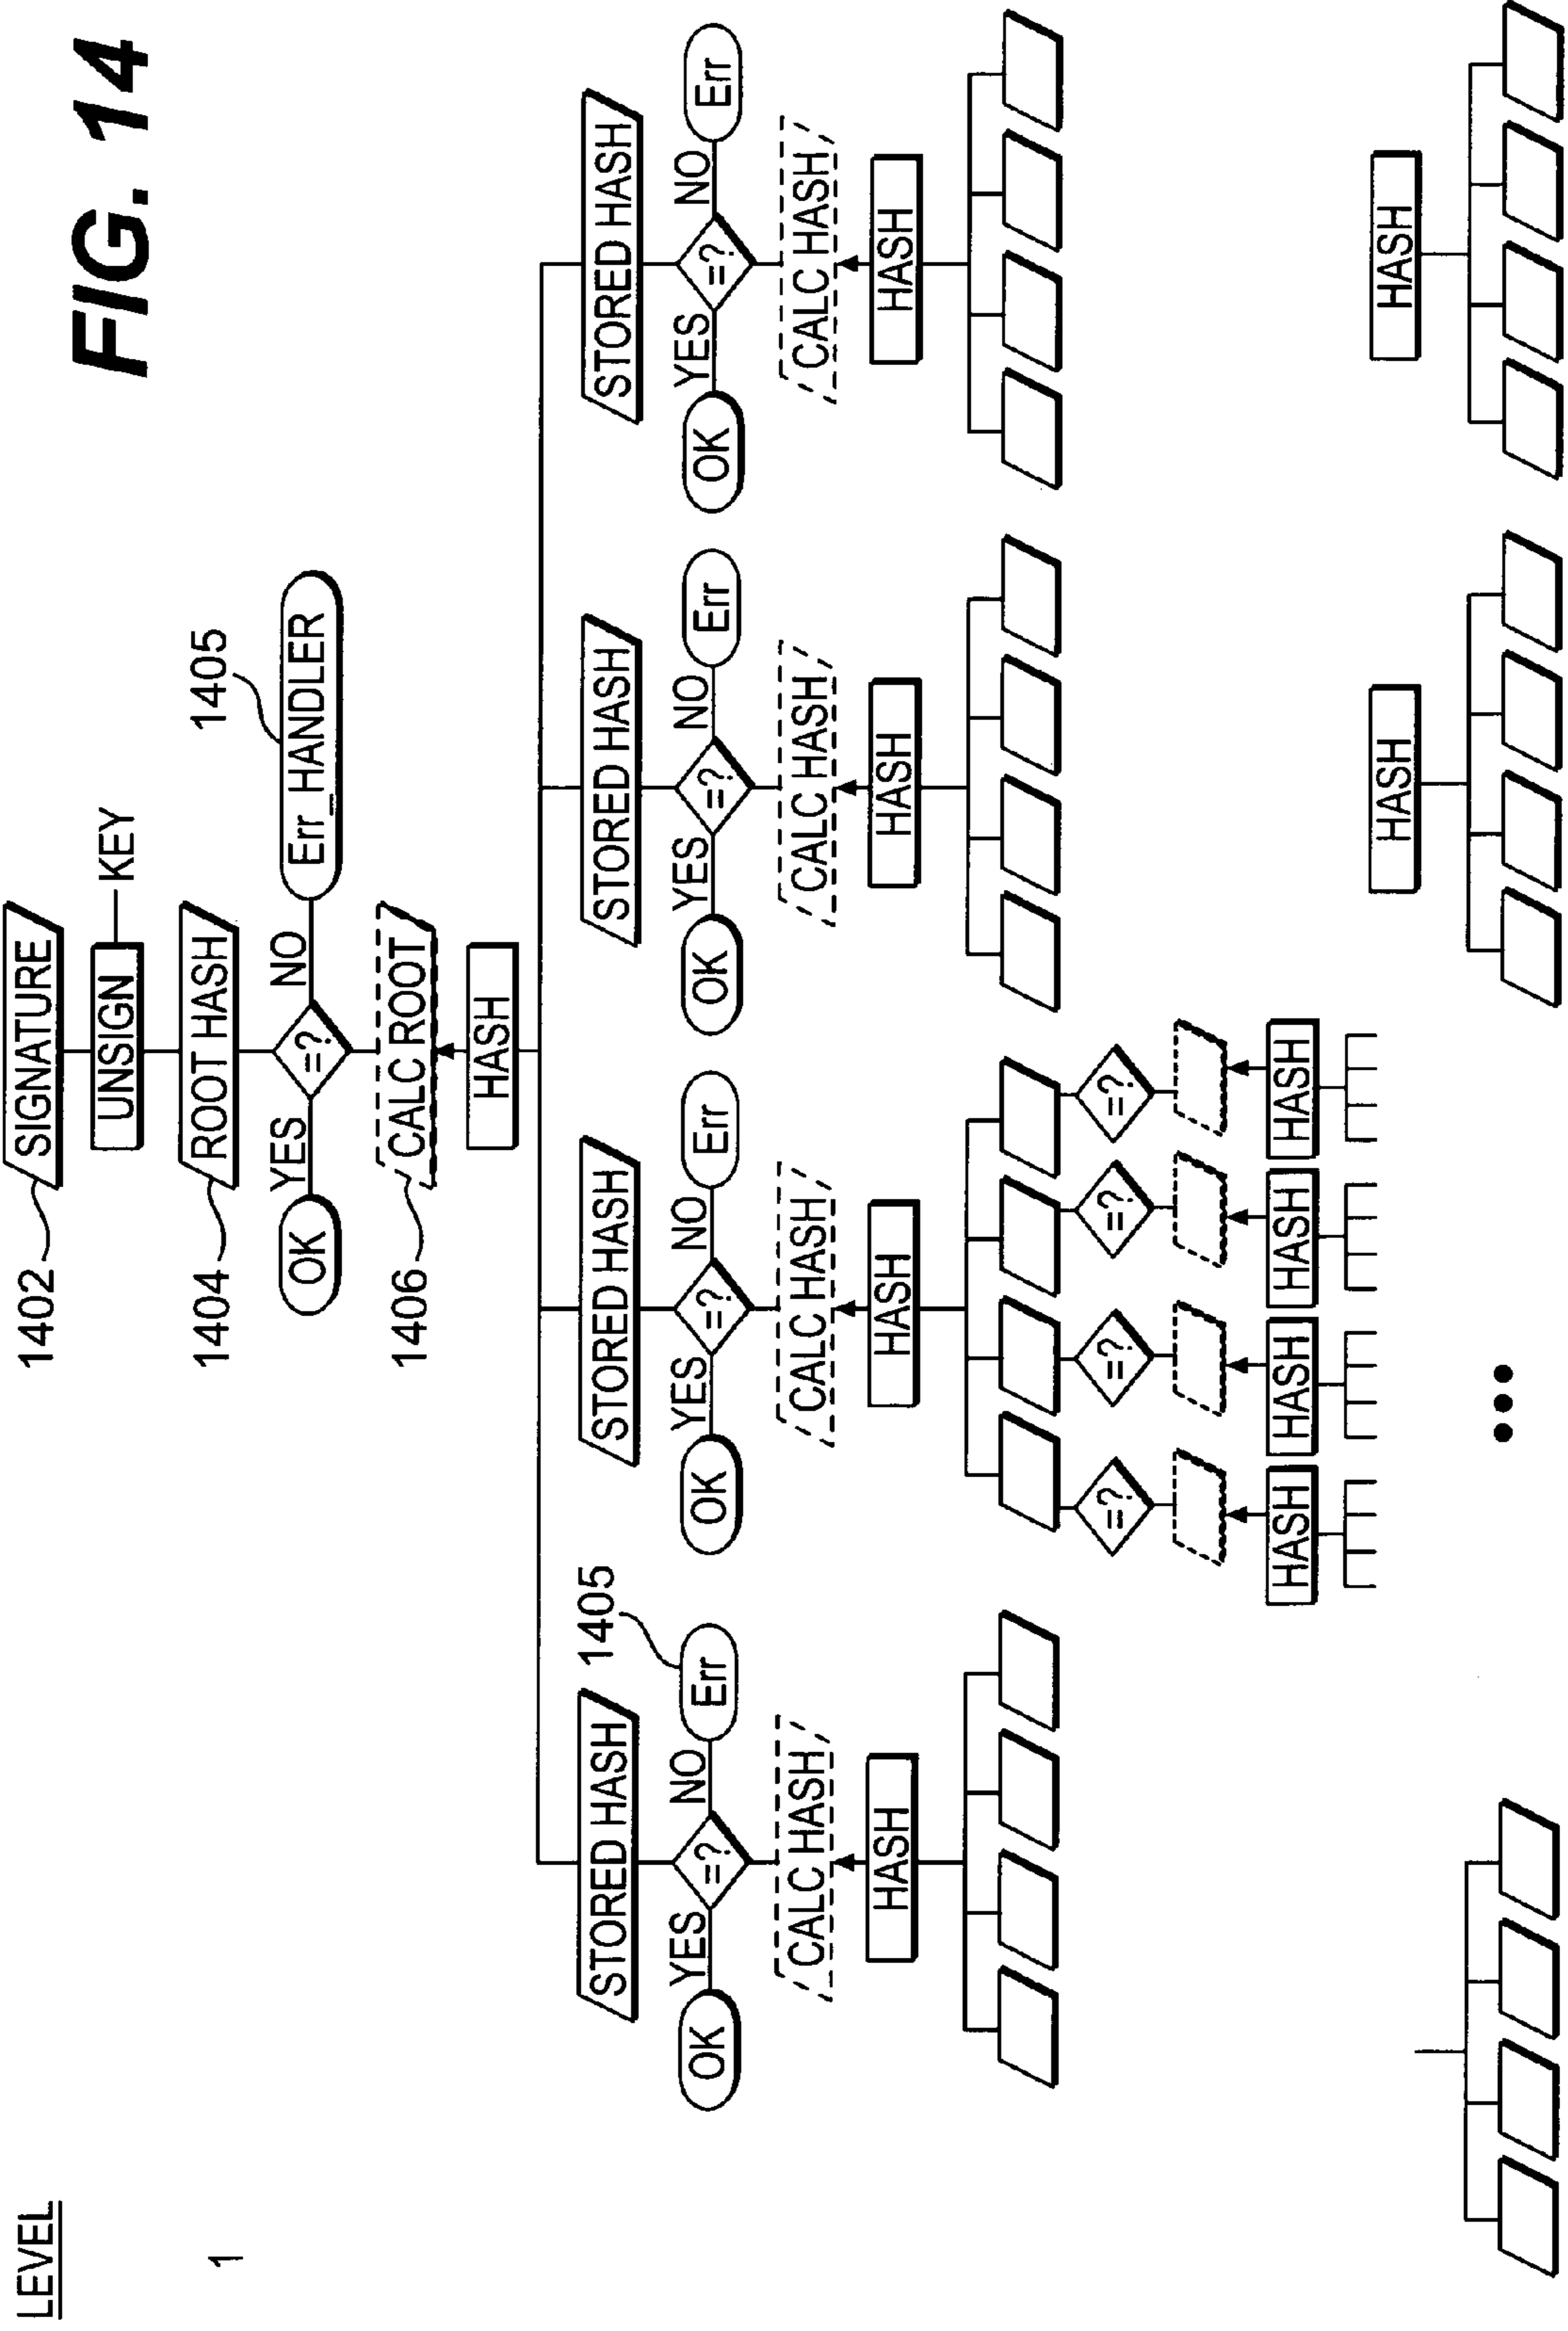 FIG. 14
LEVEL
1402
SIGNATURE
UNSIGN
KEY
1
1404
ROOT HASH
1405
OK
YES
=?
NO
Err_HANDLER
1406
CALC ROOT
HASH
STORED HASH
STORED HASH
STORED HASH
STORED HASH
1405
OK
YES
=?
NO
Err
OK
YES
=?
NO
Err
OK
YES
=?
NO
Err
OK
YES
=?
NO
Err
CALC HASH
CALC HASH
CALC HASH
CALC HASH
HASH
HASH
HASH
HASH
=?
=?
=?
=?
HASH
HASH
HASH
HASH
HASH
HASH